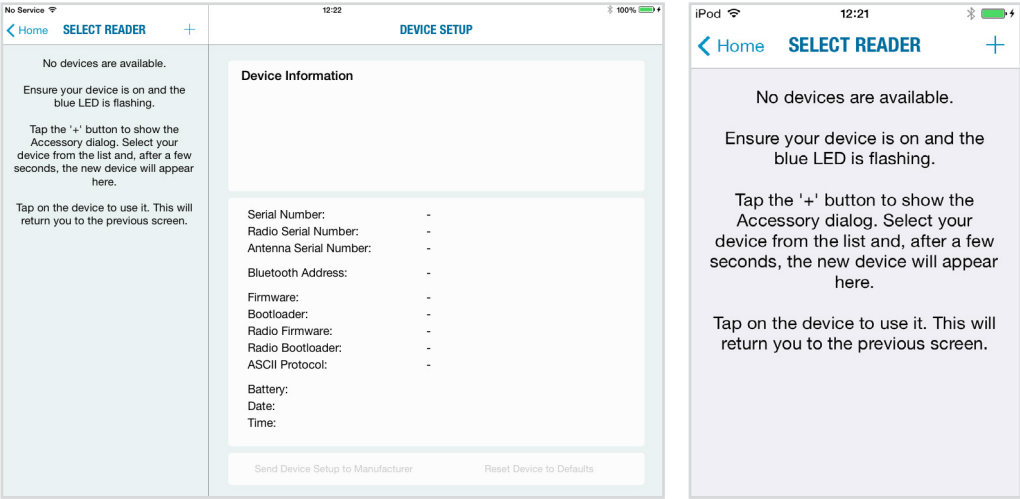 No Service 12:22 100%
Home SELECT READER + DEVICE SETUP
No devices are available.
Ensure your device is on and the
blue LED is flashing.
Tap the '+' button to show the
Accessory dialog. Select your
device from the list and, after a few
seconds, the new device will appear
here.
Tap on the device to use it. This will
return you to the previous screen.
Device Information
Serial Number: -
Radio Serial Number: -
Antenna Serial Number: -
Bluetooth Address: -
Firmware: -
Bootloader: -
Radio Firmware: -
Radio Bootloader: -
ASCII Protocol: -
Battery:
Date:
Time:
Send Device Setup to Manufacturer Reset Device to Defaults
iPod 12:21
Home SELECT READER +
No devices are available.
Ensure your device is on and the
blue LED is flashing.
Tap the '+' button to show the
Accessory dialog. Select your
device from the list and, after a few
seconds, the new device will appear
here.
Tap on the device to use it. This will
return you to the previous screen.